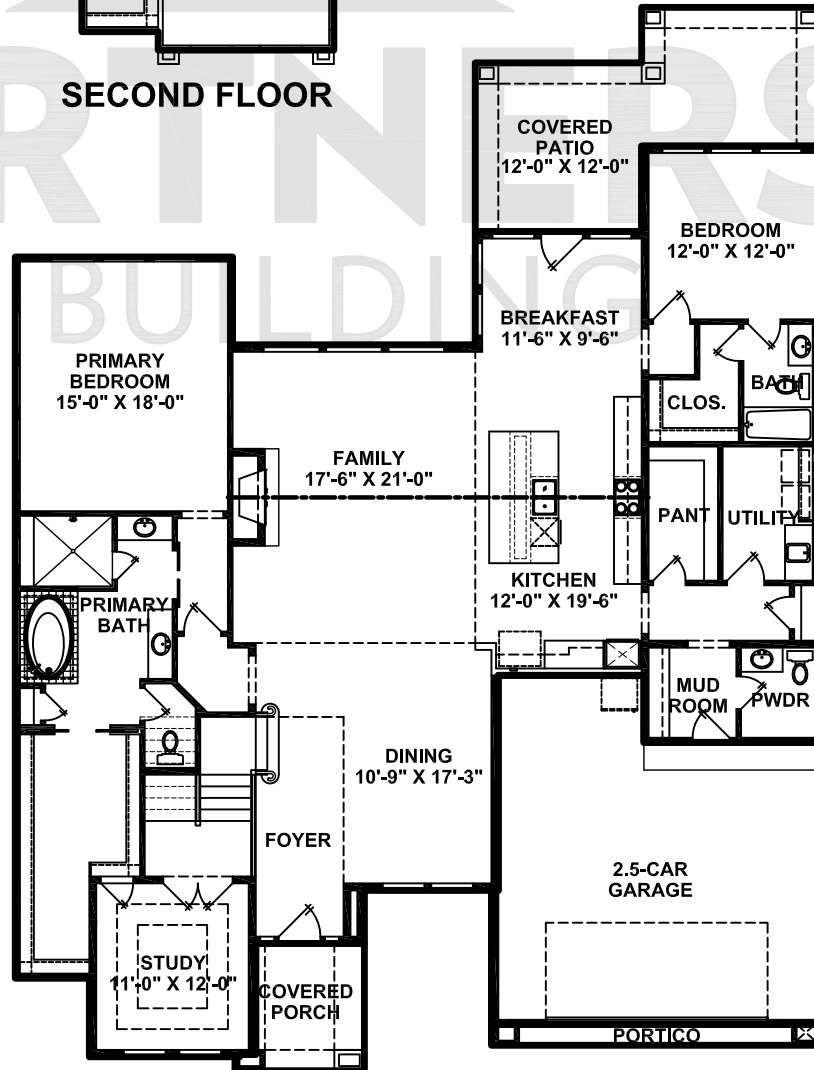 SECOND FLOOR
RTNERS
BUILDING
COVERED
PATIO
12'-0" X 12'-0"
BEDROOM
12'-0" X 12'-0"
BREAKFAST
11'-6" X 9'-6"
PRIMARY
BEDROOM
15'-0" X 18'-0"
BATH
CLOS.
FAMILY
17'-6" X 21'-0"
PANT
UTILITY
KITCHEN
12'-0" X 19'-6"
PRIMARY
BATH
MUD
ROOM
PWDR
DINING
10'-9" X 17'-3"
FOYER
2.5-CAR
GARAGE
STUDY
11'-0" X 12'-0"
COVERED
PORCH
PORTICO